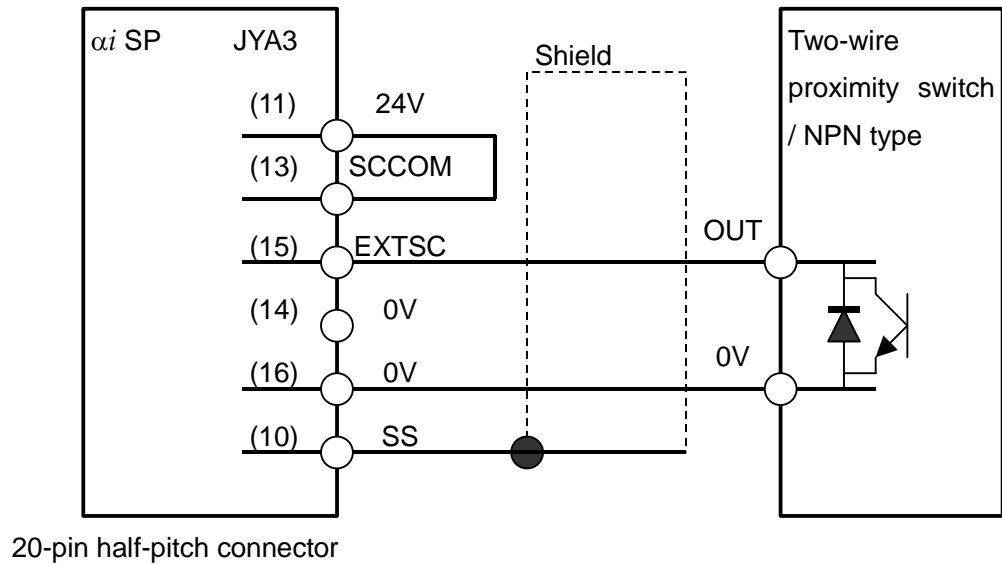 αi SP JYA3
Shield
Two-wire
proximity switch
/ NPN type
(11) 24V
(13) SCCOM
OUT
(15) EXTSC
(14) 0V
0V
(16) 0V
(10) SS
20-pin half-pitch connector